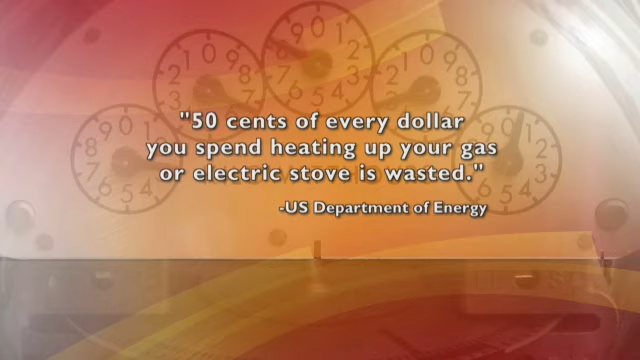 "50 cents of every dollar
you spend heating up your gas
or electric stove is wasted."
-US Department of Energy